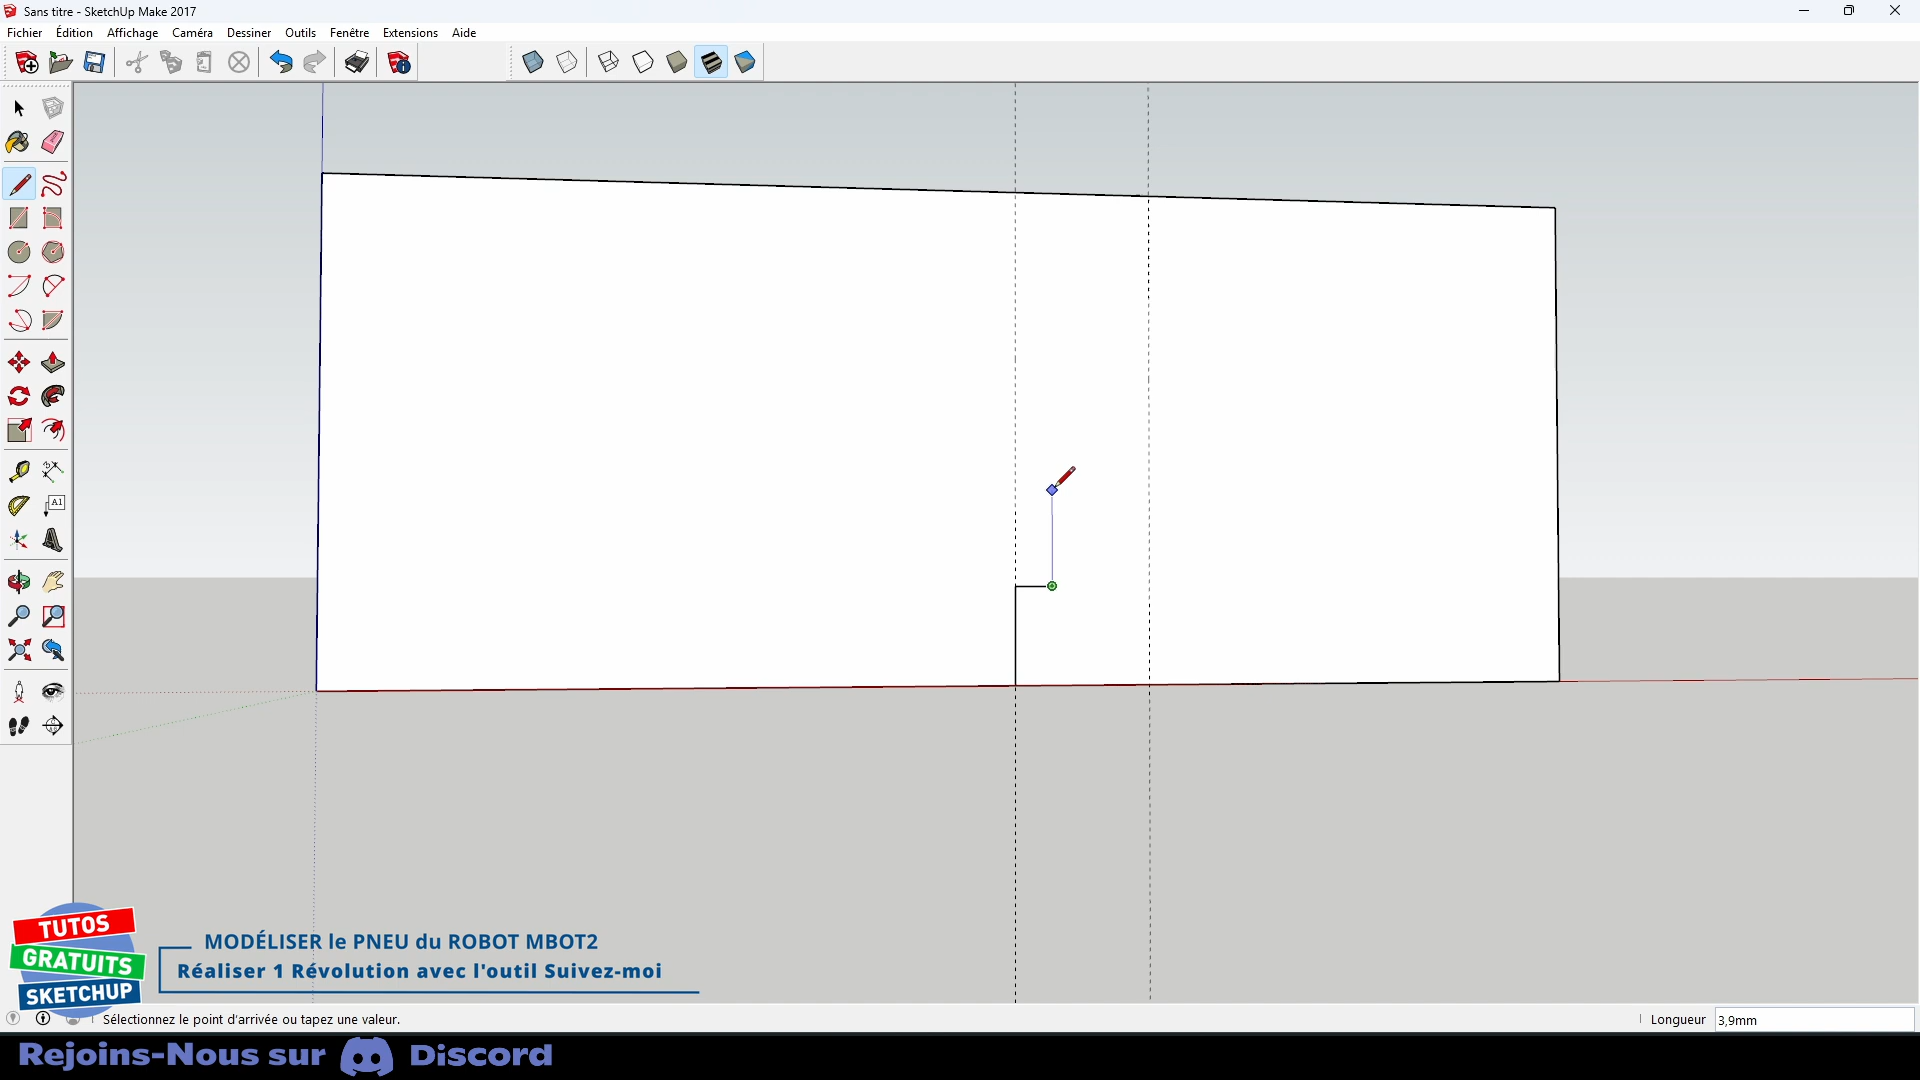 Sans titre - SketchUp Make 2017
Fichier Édition Affichage Caméra Dessiner Outils Fenêtre Extensions Aide
A1
TUTOS
GRATUITS
SKETCHUP
MODÉLISER le PNEU du ROBOT MBOT2
Réaliser 1 Révolution avec l'outil Suivez-moi
Sélectionnez le point d'arrivée ou tapez une valeur.
Longueur 3,9mm
Rejoins-Nous sur Discord